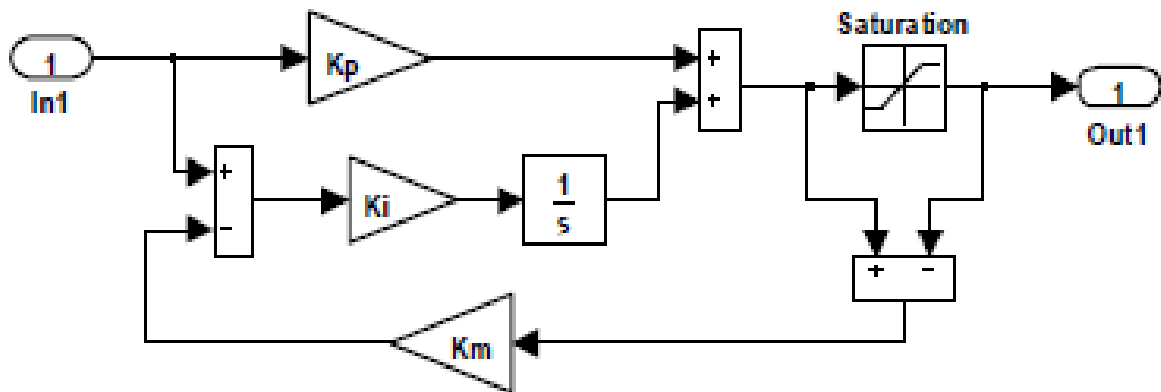 Saturation
1
In1
Kp
+
+
1
Out1
+
-
Ki
1
s
+ -
Km